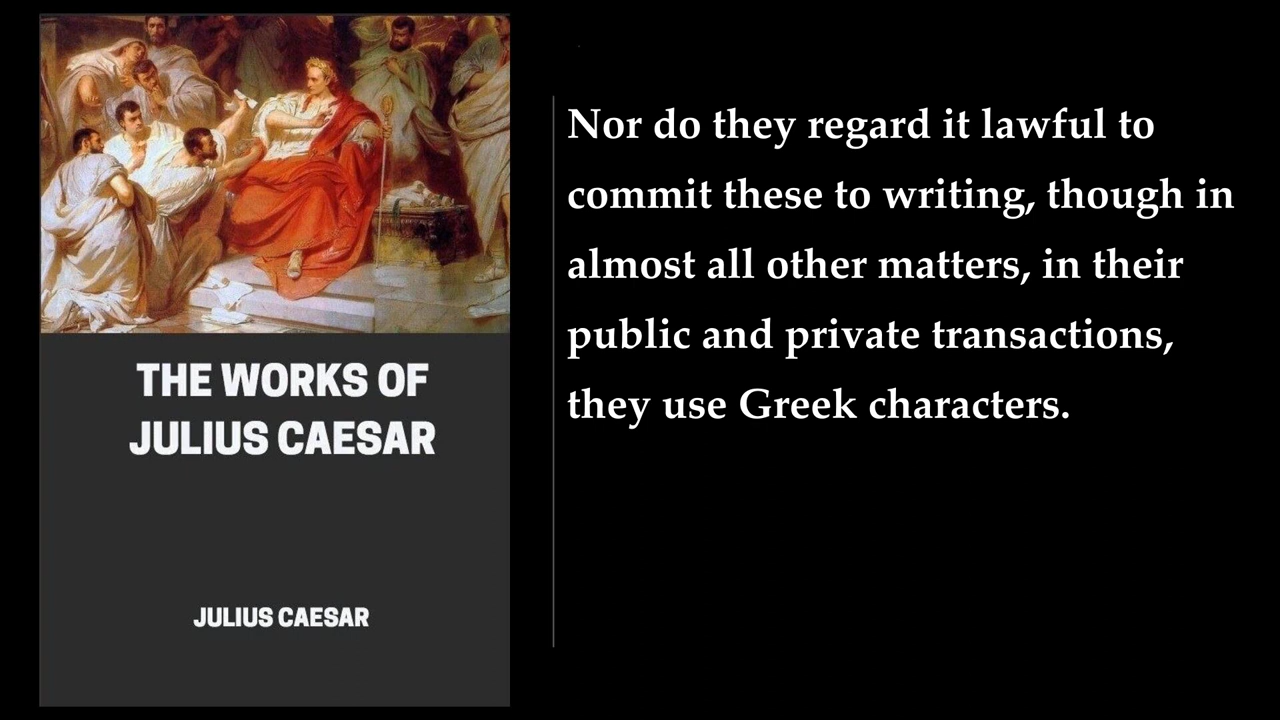 THE WORKS OF
JULIUS CAESAR
JULIUS CAESAR
Nor do they regard it lawful to
commit these to writing, though in
almost all other matters, in their
public and private transactions,
they use Greek characters.